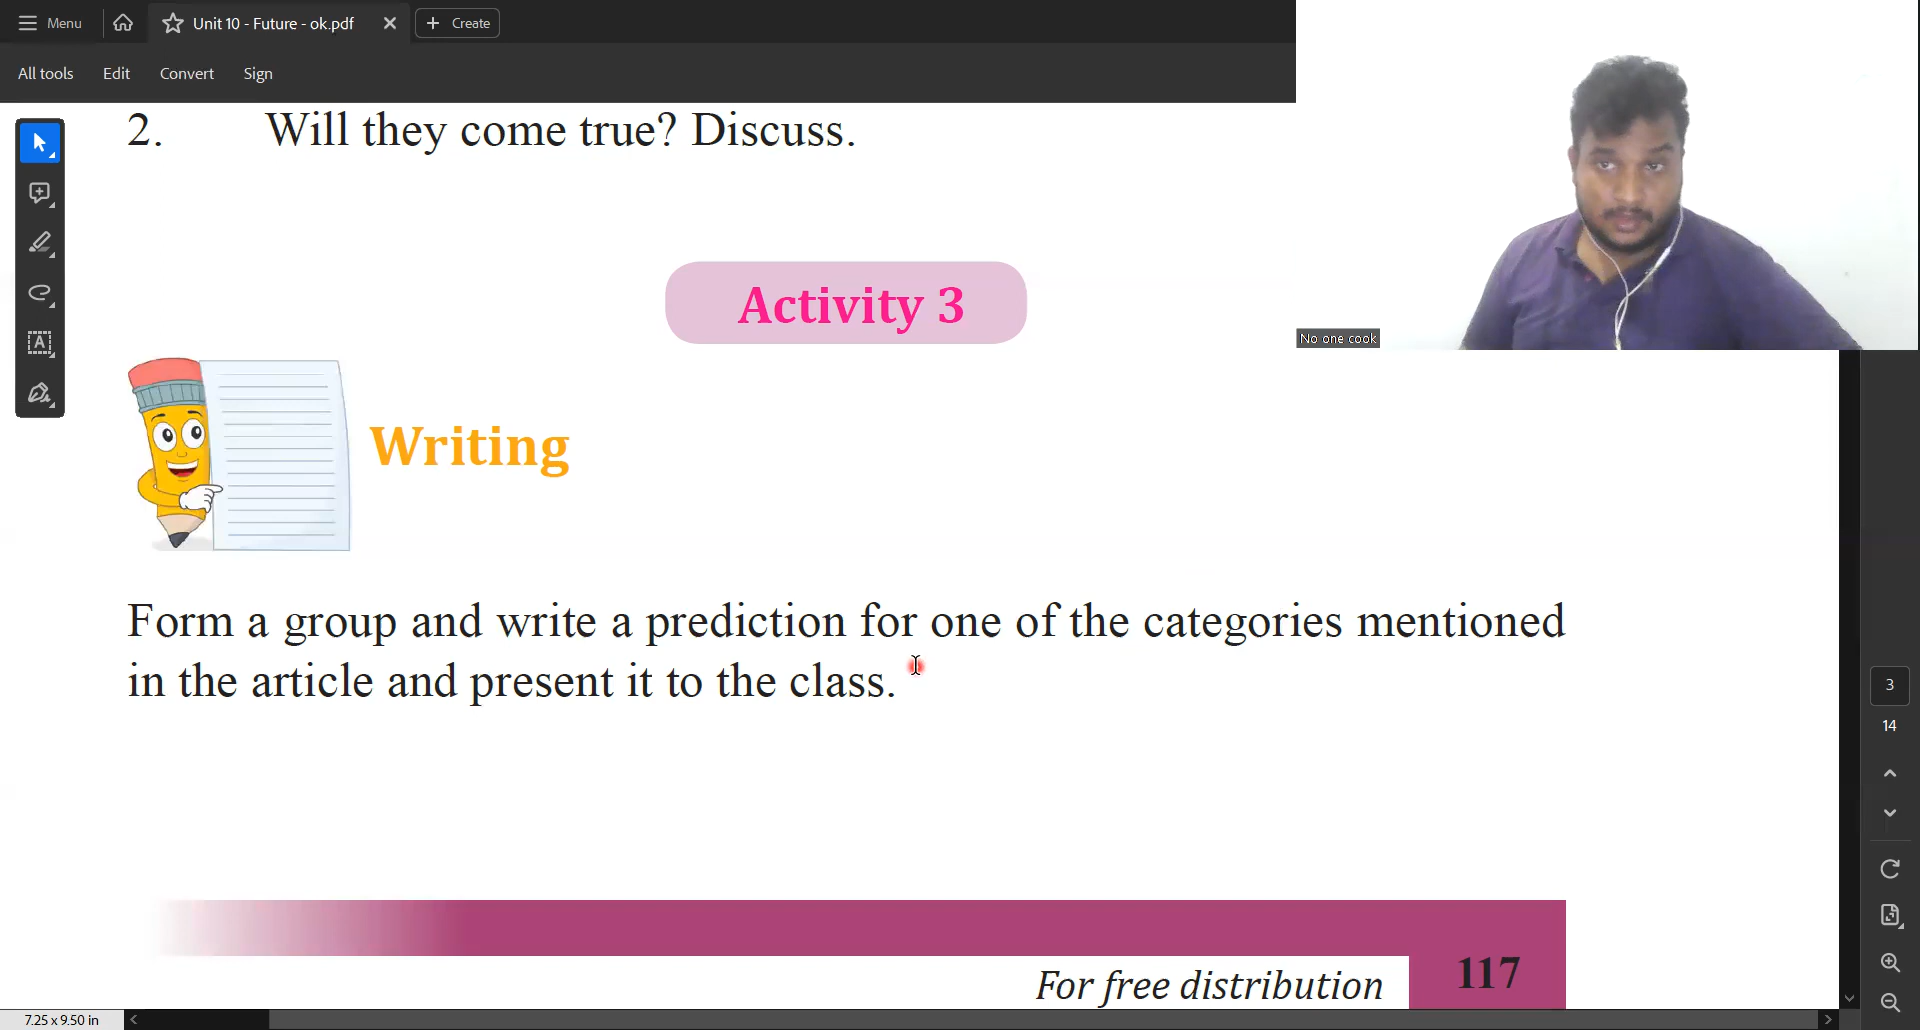 Menu
Unit 10 - Future - ok.pdf
Create
All tools
Edit
Convert
Sign
2. Will they come true? Discuss.
No one cook
Activity 3
Writing
Form a group and write a prediction for one of the categories mentioned
in the article and present it to the class.
3
14
117
For free distribution
7.25 x 9.50 in